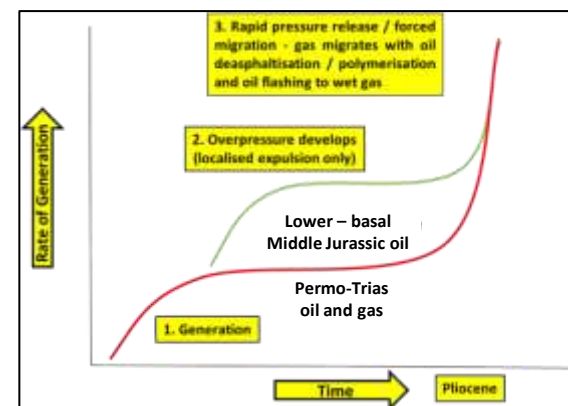 3. Rapid pressure release / forced
migration - gas migrates with oil
deasphaltisation / polymerisation
and oil flashing to wet gas
Rate of Generation
2. Overpressure develops
(localised expulsion only)
Lower – basal
Middle Jurassic oil
Permo-Trias
oil and gas
1. Generation
Time
Pliocene